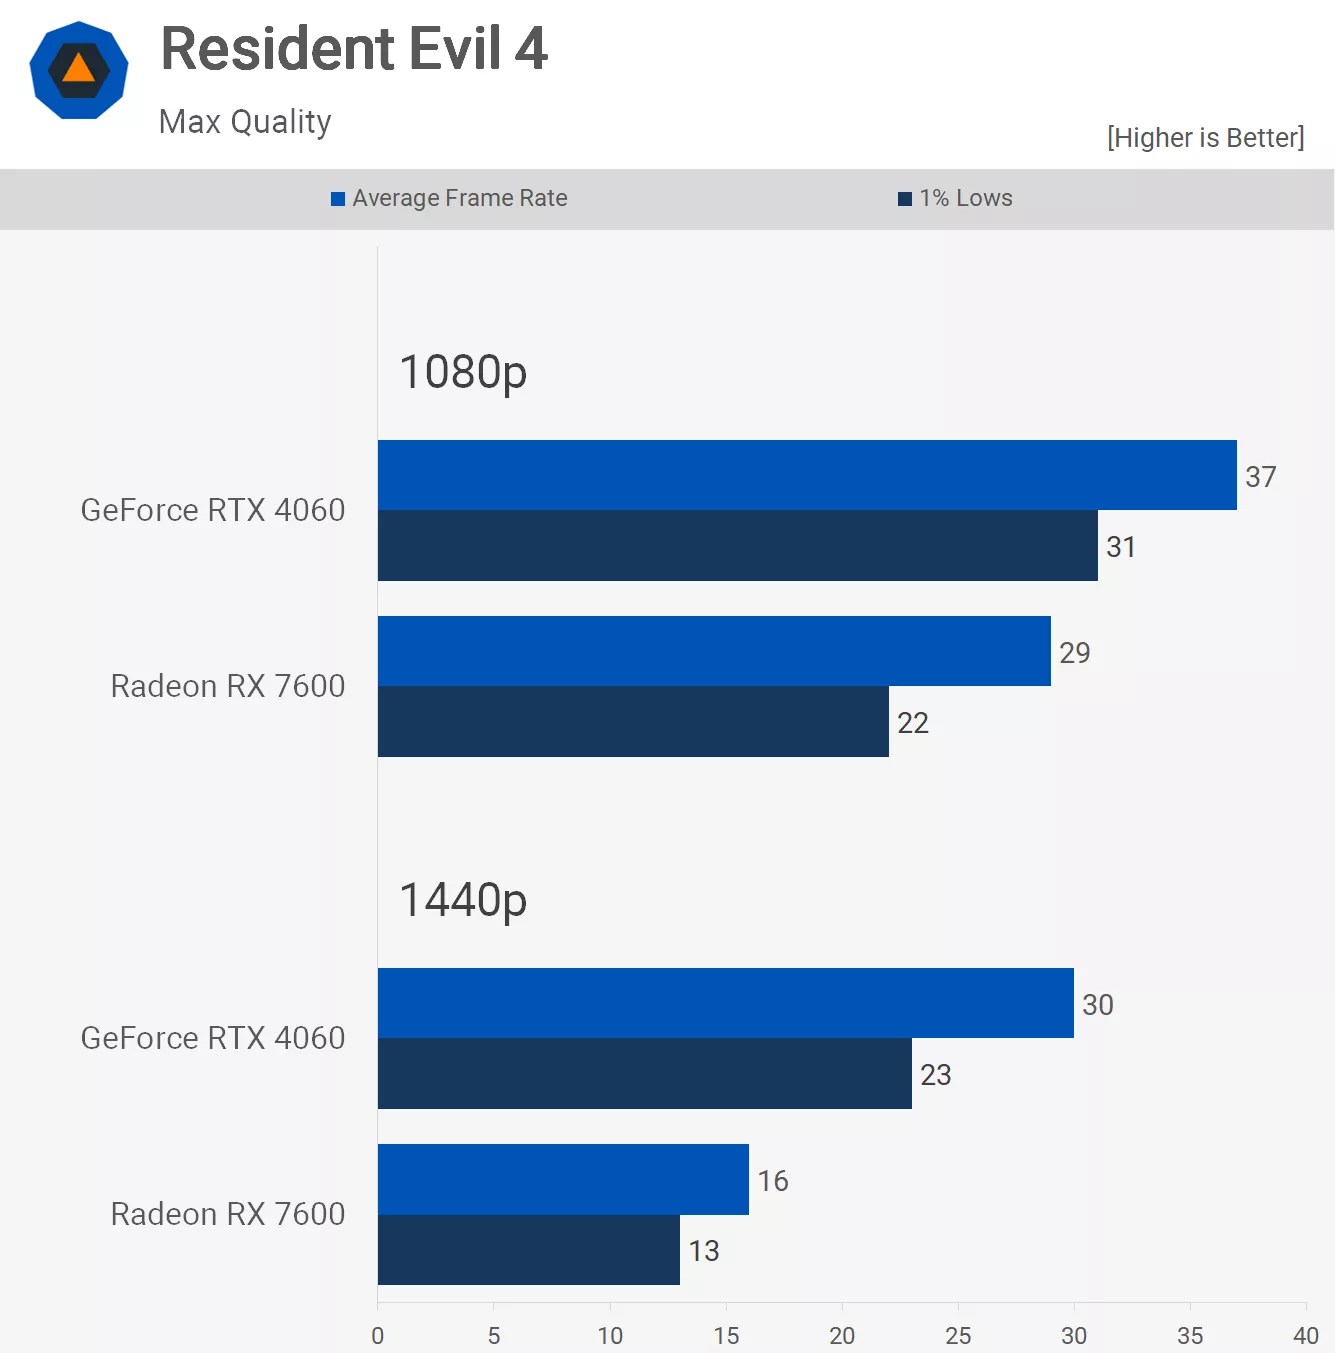 Resident Evil 4
Max Quality
[Higher is Better]
Average Frame Rate 1% Lows
1080p
GeForce RTX 4060
37
31
Radeon RX 7600
29
22
1440p
GeForce RTX 4060
30
23
Radeon RX 7600
16
13
0 5 10 15 20 25 30 35 40